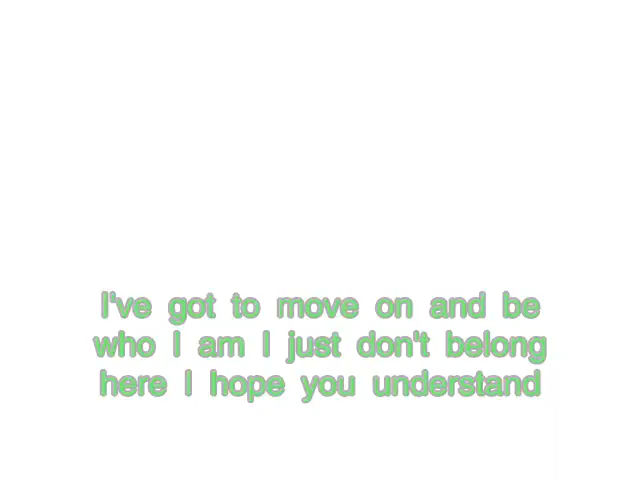 I've got to move on and be
who I am I just don't belong
here I hope you understand